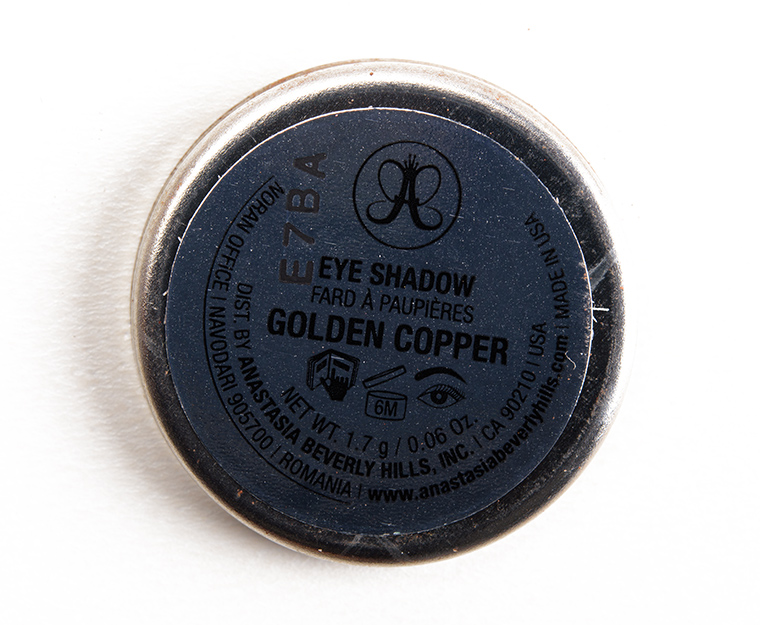 E7BA
A
EYE SHADOW
FARD À PAUPIÈRES
GOLDEN COPPER
6M
NET WT. 1.7 g / 0.06 Oz.
DIST. BY ANASTASIA BEVERLY HILLS, INC. | CA 90210 | USA
NORAN OFFICE | NAVODARI 905700 | ROMANIA | www.anastasiabeverlyhills.com | MADE IN USA